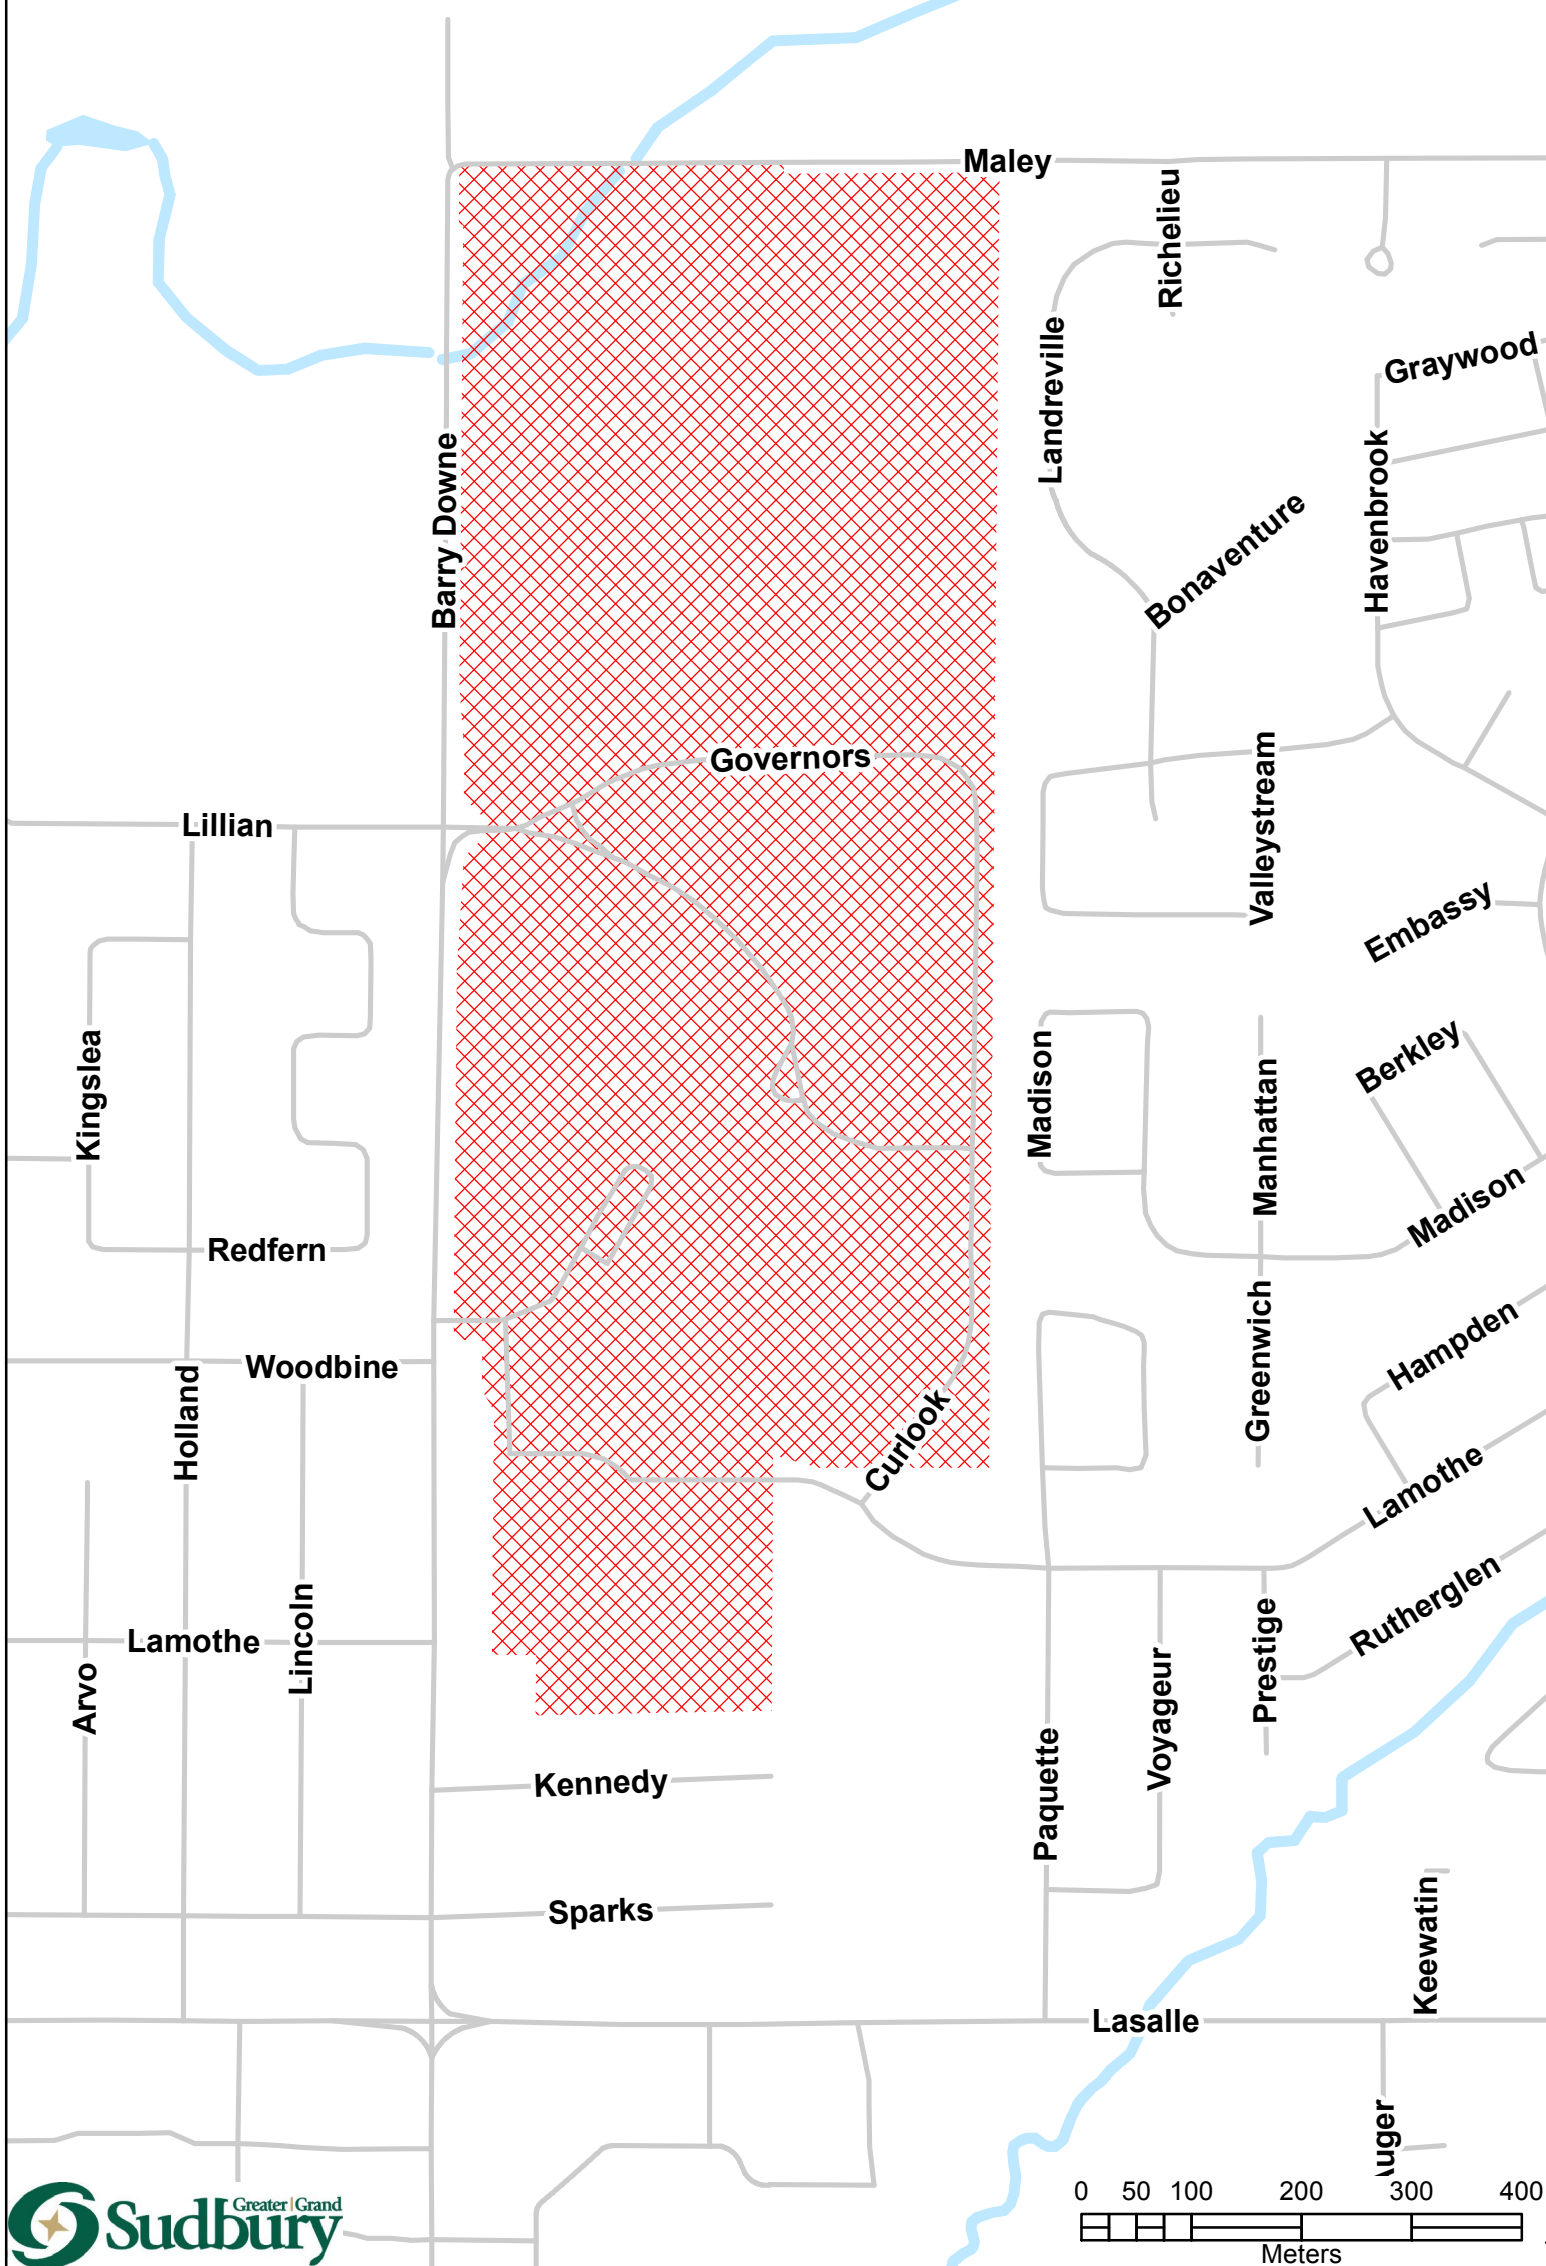 Maley
Richelieu
Landreville
Graywood
Barry Downe
Havenbrook
Bonaventure
Governors
Valleystream
Lillian
Embassy
Kingslea
Madison
Manhattan
Berkley
Madison
Redfern
Greenwich
Hampden
Woodbine
Holland
Curlook
Lamothe
Lincoln
Rutherglen
Lamothe
Arvo
Prestige
Voyageur
Paquette
Kennedy
Sparks
Keewatin
Lasalle
Auger
Greater | Grand
Sudbury
0 50 100 200 300 400
Meters